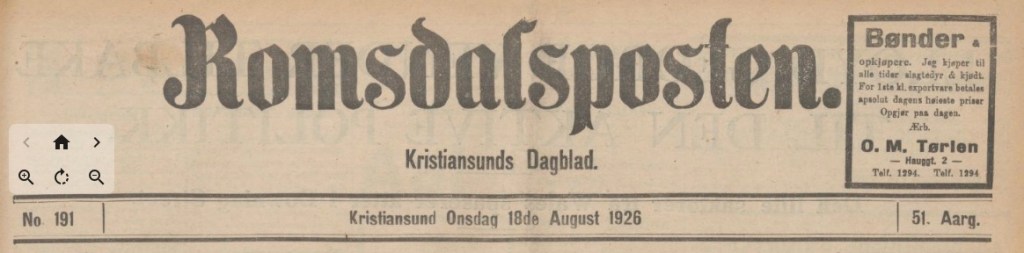 Romsdalsposten.
Kristiansunds Dagblad.
Bønder &
opkjøpere. Jeg kjøper til
alle tider slagtedyr & kjødt.
For 1ste kl. exportvare betales
apsolut dagens høieste priser
Opgjør paa dagen.
Ærb.
O. M. Tørlen
— Hauggt. 2 —
Telf. 1294. Telf. 1294
No. 191
Kristiansund Onsdag 18de August 1926
51. Aarg.